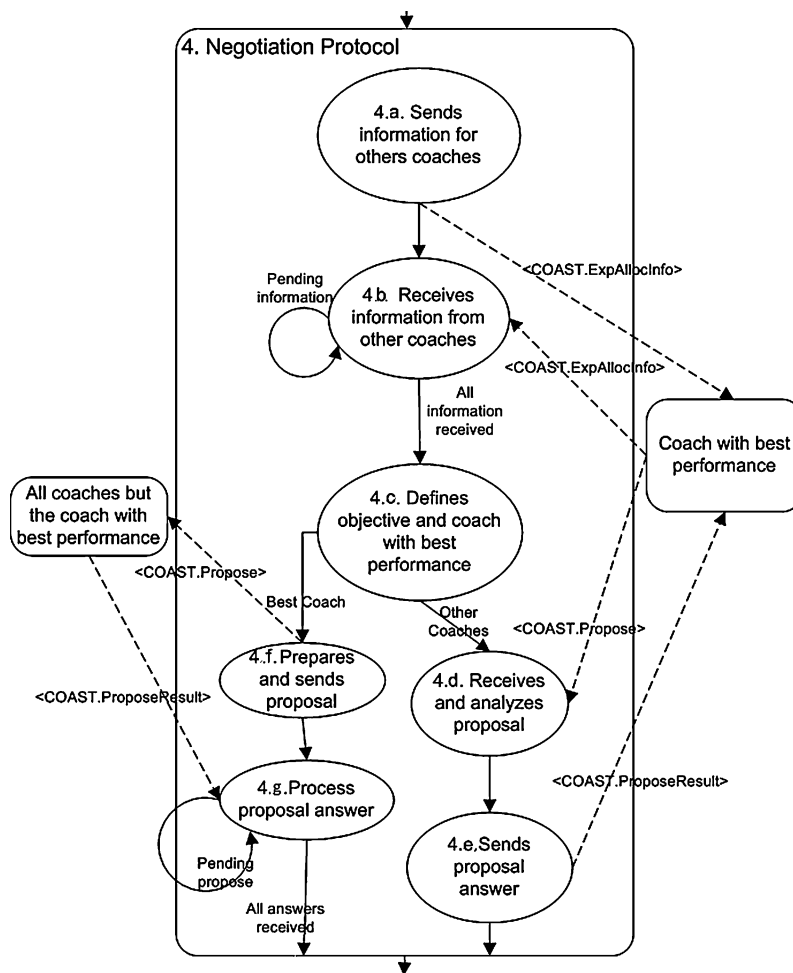 4. Negotiation Protocol
4.a. Sends
information for
others coaches
<COAST.ExpAllocInfo>
Pending
information
4.b. Receives
information from
other coaches
<COAST.ExpAllocInfo>
All
information
received
Coach with best
performance
All coaches but
the coach with
best performance
4.c. Defines
objective and coach
with best
performance
<COAST.Propose>
Best Coach
Other
Coaches
<COAST.Propose>
4.f.Prepares
and sends
proposal
4.d. Receives
and analyzes
proposal
<COAST.ProposeResult>
4.g.Process
proposal answer
<COAST.ProposeResult>
4.e.Sends
proposal
answer
Pending
propose
All answers
received